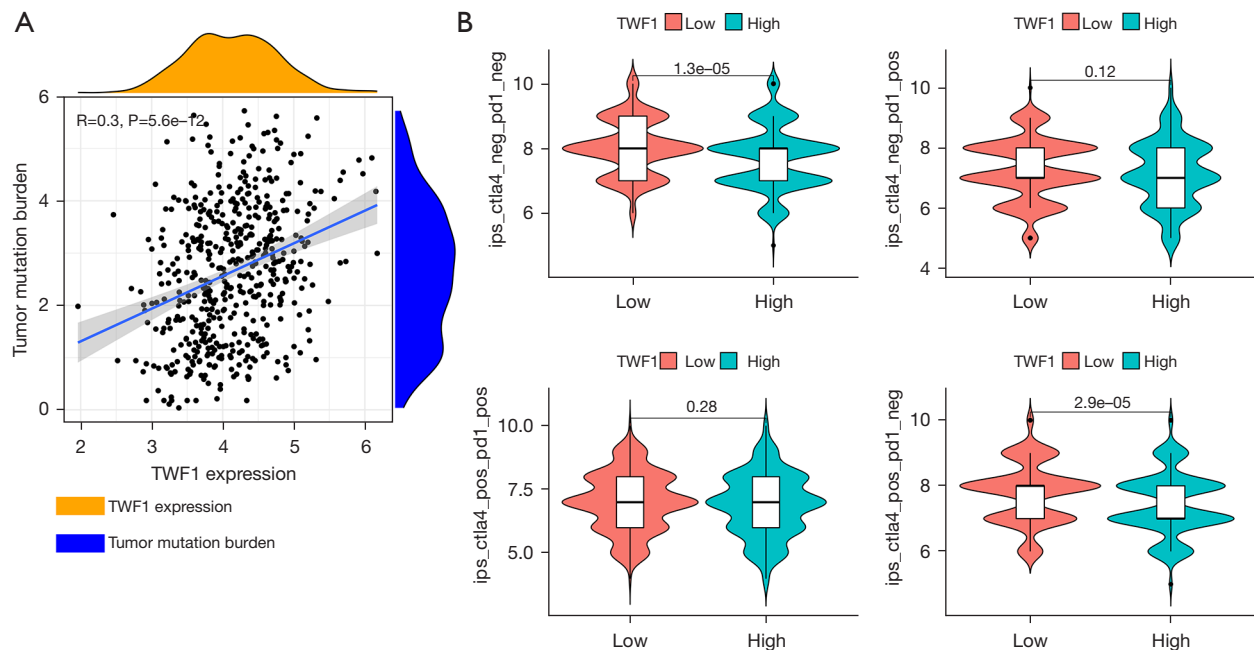 A
6
R=0.3, P=5.6e–12
4
2
0
Tumor mutation burden
2 3 4 5 6
TWF1 expression
TWF1 expression
Tumor mutation burden
B
TWF1 Low High
10
8
6
ips_ctla4_neg_pd1_neg
1.3e–05
Low High
TWF1 Low High
10
8
6
4
ips_ctla4_neg_pd1_pos
0.12
Low High
TWF1 Low High
10.0
7.5
5.0
ips_ctla4_pos_pd1_pos
0.28
Low High
TWF1 Low High
10
8
6
ips_ctla4_pos_pd1_neg
2.9e–05
Low High